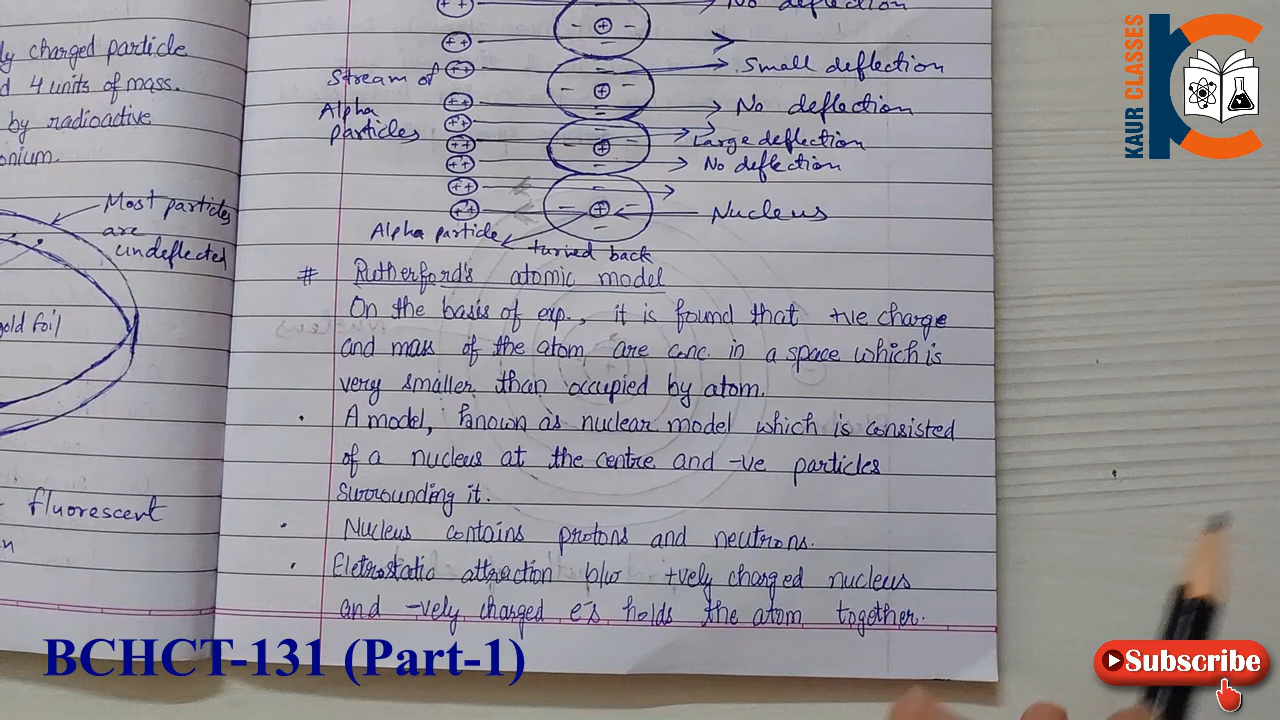 ly charged particle
d 4 units of mass.
by radioactive
onium.
Most particles
are
undeflected
gold foil
fluorescent
No deflection
Small deflection
Stream of
Alpha
particles
No deflection
Large deflection
No deflection
Nucleus
Alpha particle
turned back
# Rutherford's atomic model
On the basis of exp., it is found that +ve charge
and mass of the atom are conc. in a space which is
very smaller than occupied by atom.
• A model, known as nuclear model which is consisted
of a nucleus at the centre and -ve particles
surrounding it.
• Nucleus contains protons and neutrons.
• Eletrostatic attraction b/w +vely charged nucleus
and -vely charged e's holds the atom together.
KAUR CLASSES
BCHCT-131 (Part-1)
Subscribe